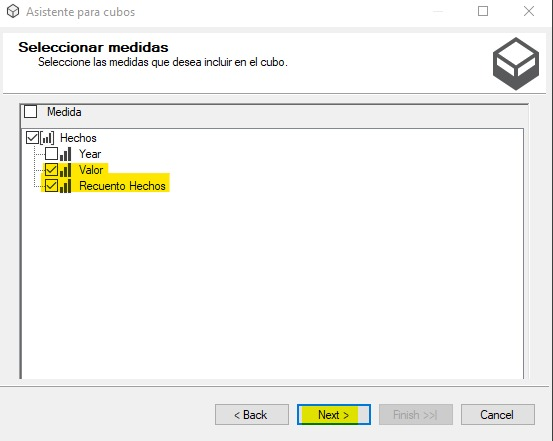 Asistente para cubos
Seleccionar medidas
Seleccione las medidas que desea incluir en el cubo.
Medida
Hechos
Year
Valor
Recuento Hechos
< Back
Next >
Finish >>|
Cancel